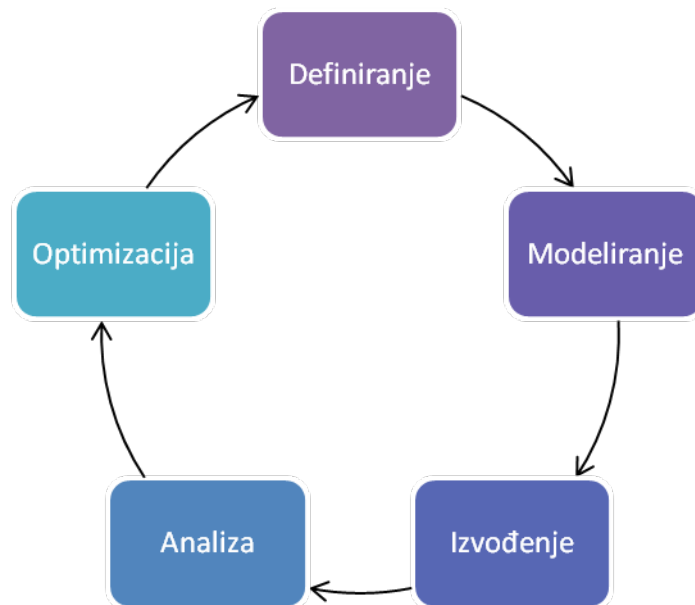 Definiranje
Modeliranje
Izvođenje
Analiza
Optimizacija